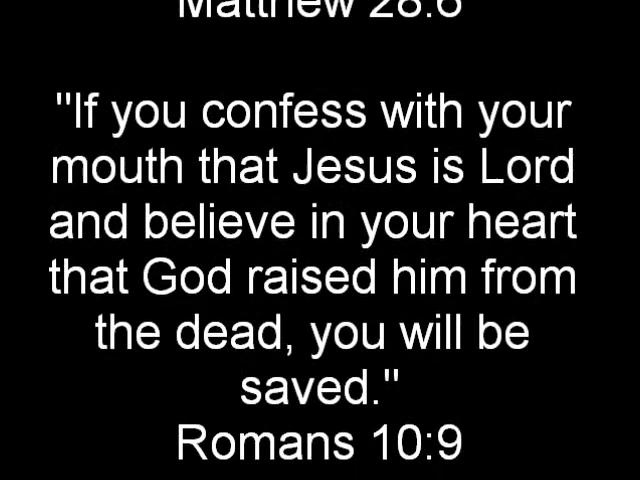 Matthew 28:6
"If you confess with your
mouth that Jesus is Lord
and believe in your heart
that God raised him from
the dead, you will be
saved."
Romans 10:9